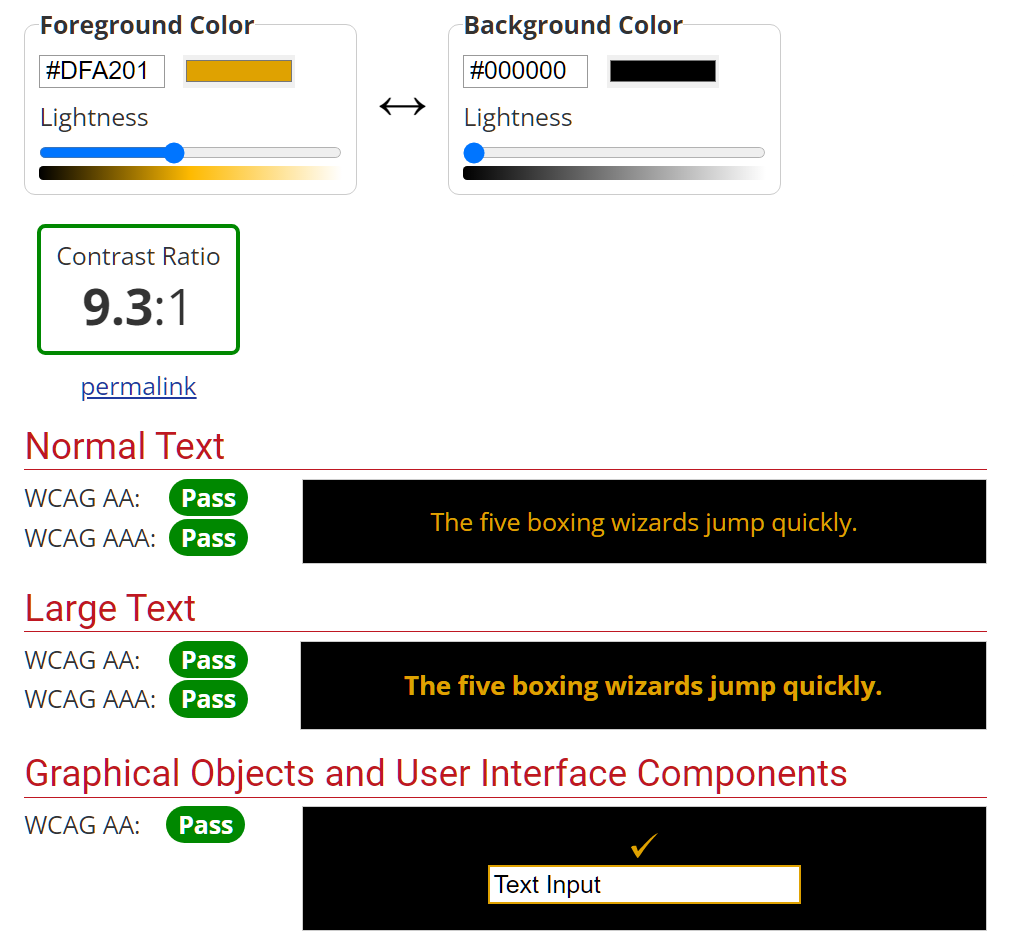 Foreground Color
#DFA201
Lightness
Background Color
#000000
Lightness
Contrast Ratio
9.3:1
permalink
Normal Text
WCAG AA: Pass
WCAG AAA: Pass
The five boxing wizards jump quickly.
Large Text
WCAG AA: Pass
WCAG AAA: Pass
The five boxing wizards jump quickly.
Graphical Objects and User Interface Components
WCAG AA: Pass
Text Input